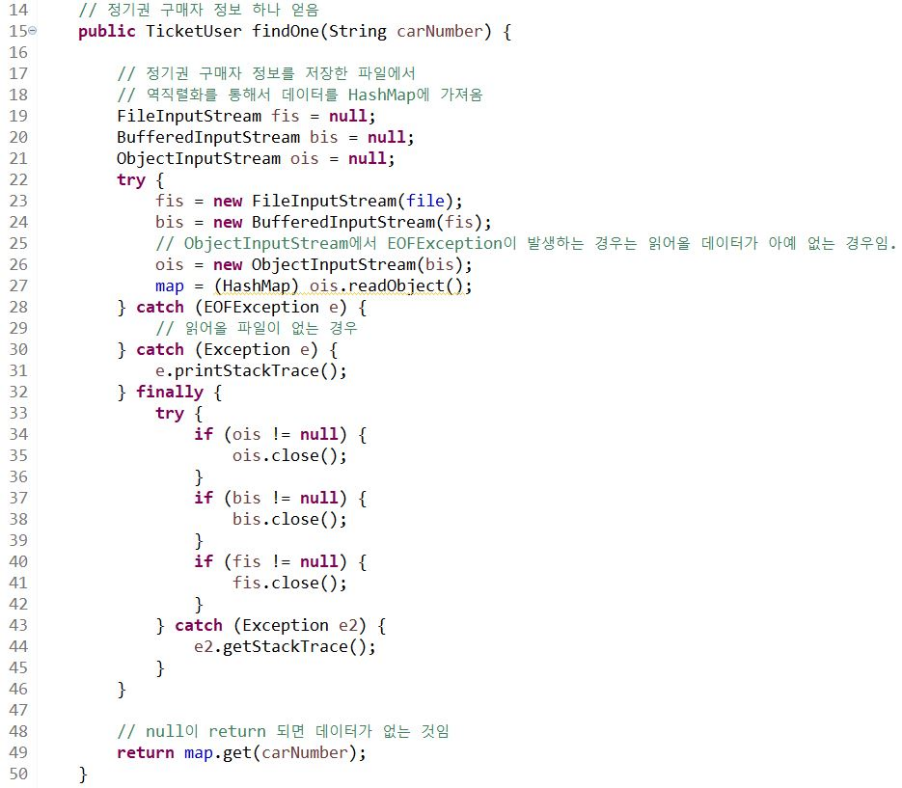 14 // 정기권 구매자 정보 하나 얻음
15 public TicketUser findOne(String carNumber) {
16
17 // 정기권 구매자 정보를 저장한 파일에서
18 // 역직렬화를 통해서 데이터를 HashMap에 가져옴
19 FileInputStream fis = null;
20 BufferedInputStream bis = null;
21 ObjectInputStream ois = null;
22 try {
23 fis = new FileInputStream(file);
24 bis = new BufferedInputStream(fis);
25 // ObjectInputStream에서 EOFException이 발생하는 경우는 읽어올 데이터가 아예 없는 경우임.
26 ois = new ObjectInputStream(bis);
27 map = (HashMap) ois.readObject();
28 } catch (EOFException e) {
29 // 읽어올 파일이 없는 경우
30 } catch (Exception e) {
31 e.printStackTrace();
32 } finally {
33 try {
34 if (ois != null) {
35 ois.close();
36 }
37 if (bis != null) {
38 bis.close();
39 }
40 if (fis != null) {
41 fis.close();
42 }
43 } catch (Exception e2) {
44 e2.getStackTrace();
45 }
46 }
47
48 // null이 return 되면 데이터가 없는 것임
49 return map.get(carNumber);
50 }